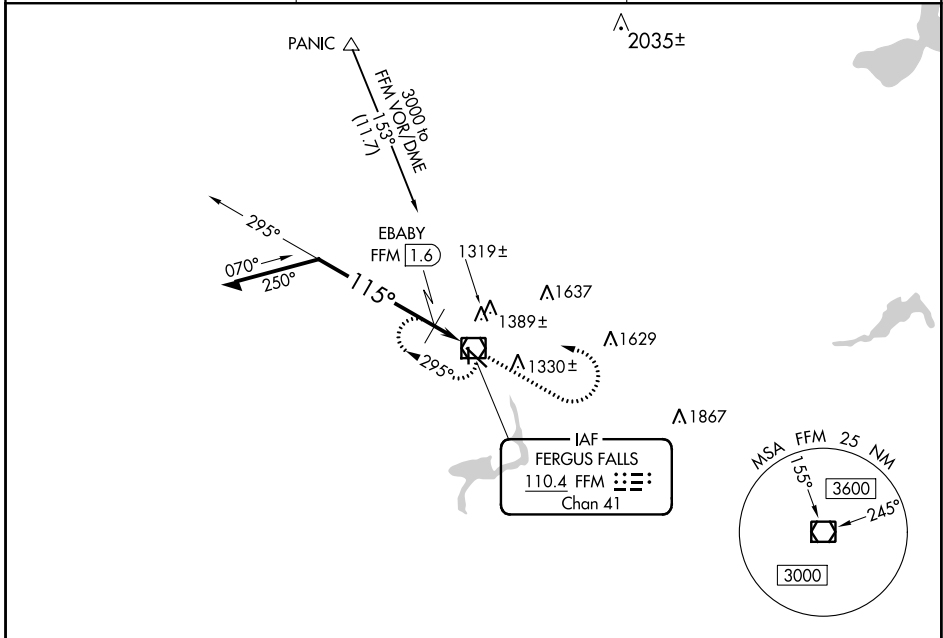 2035±
PANIC
3000 to
FFM VOR/DME
153°
(11.7)
295°
EBABY
FFM 1.6
1319±
070°
250°
115°
1637
1389±
1629
295°
1330±
1867
IAF
FERGUS FALLS
110.4 FFM
Chan 41
MSA FFM 25 NM
155°
3600
245°
3000